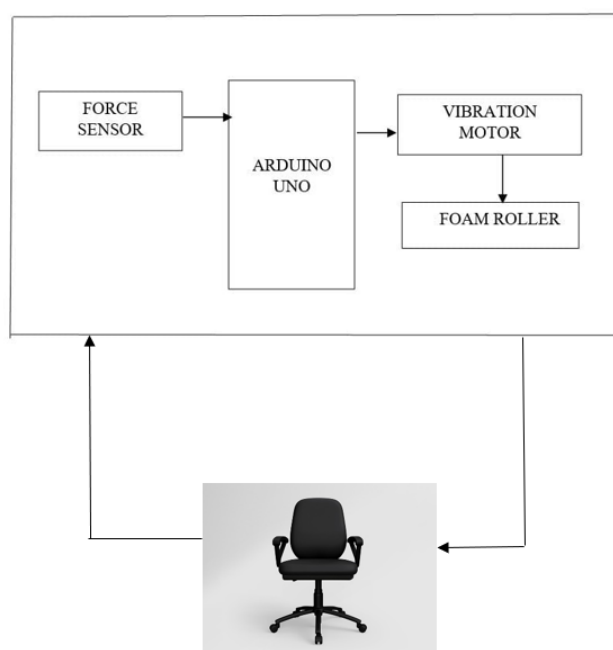 FORCE
SENSOR
ARDUINO
UNO
VIBRATION
MOTOR
FOAM ROLLER